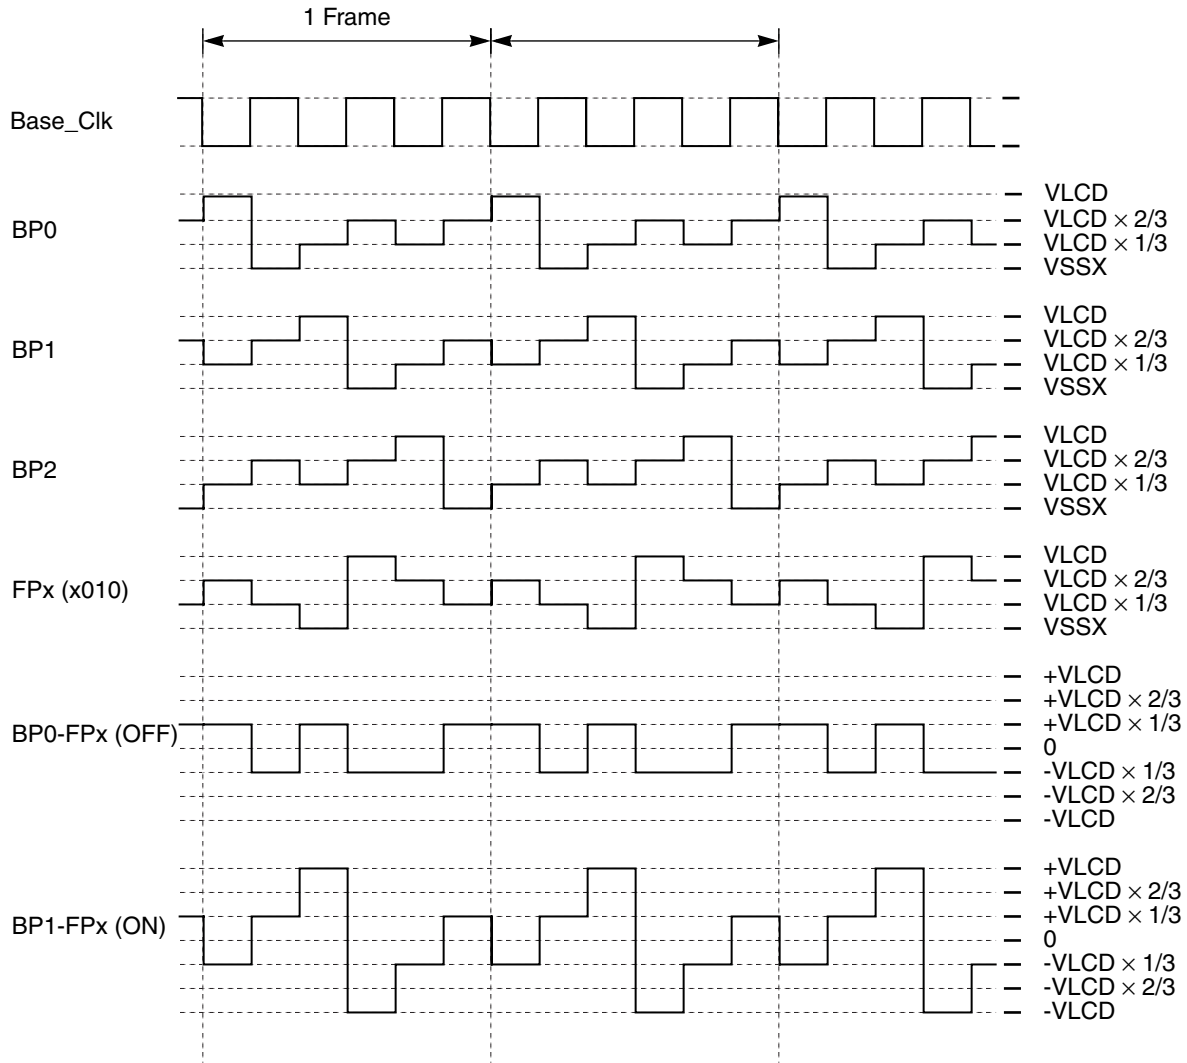 1 Frame
Base_Clk
BP0
VLCD
VLCD × 2/3
VLCD × 1/3
VSSX
BP1
VLCD
VLCD × 2/3
VLCD × 1/3
VSSX
BP2
VLCD
VLCD × 2/3
VLCD × 1/3
VSSX
FPx (x010)
VLCD
VLCD × 2/3
VLCD × 1/3
VSSX
BP0-FPx (OFF)
+VLCD
+VLCD × 2/3
+VLCD × 1/3
0
-VLCD × 1/3
-VLCD × 2/3
-VLCD
BP1-FPx (ON)
+VLCD
+VLCD × 2/3
+VLCD × 1/3
0
-VLCD × 1/3
-VLCD × 2/3
-VLCD